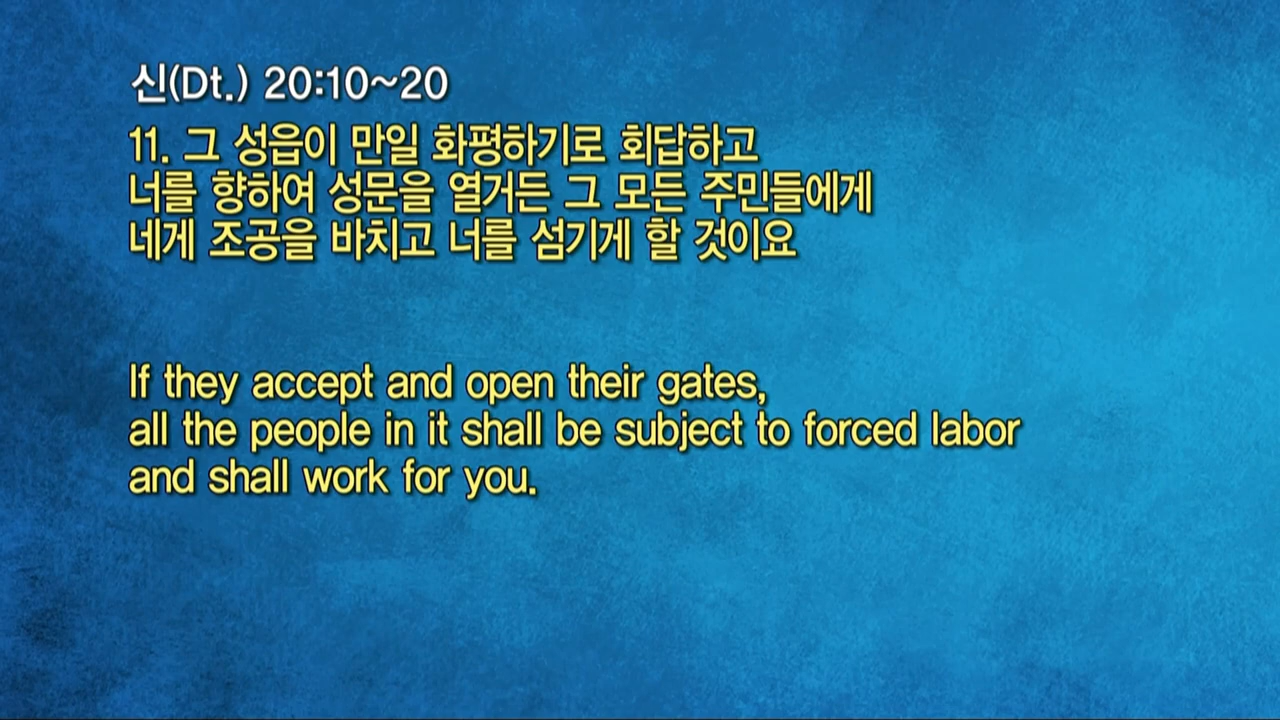 신(Dt.) 20:10~20
11. 그 성읍이 만일 화평하기로 회답하고
너를 향하여 성문을 열거든 그 모든 주민들에게
네게 조공을 바치고 너를 섬기게 할 것이요
If they accept and open their gates,
all the people in it shall be subject to forced labor
and shall work for you.